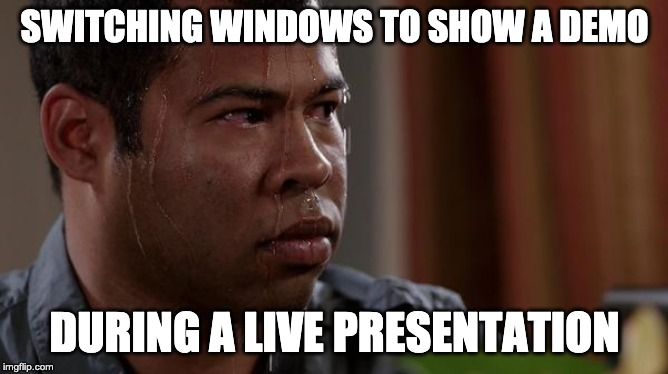 SWITCHING WINDOWS TO SHOW A DEMO
DURING A LIVE PRESENTATION
imgflip.com